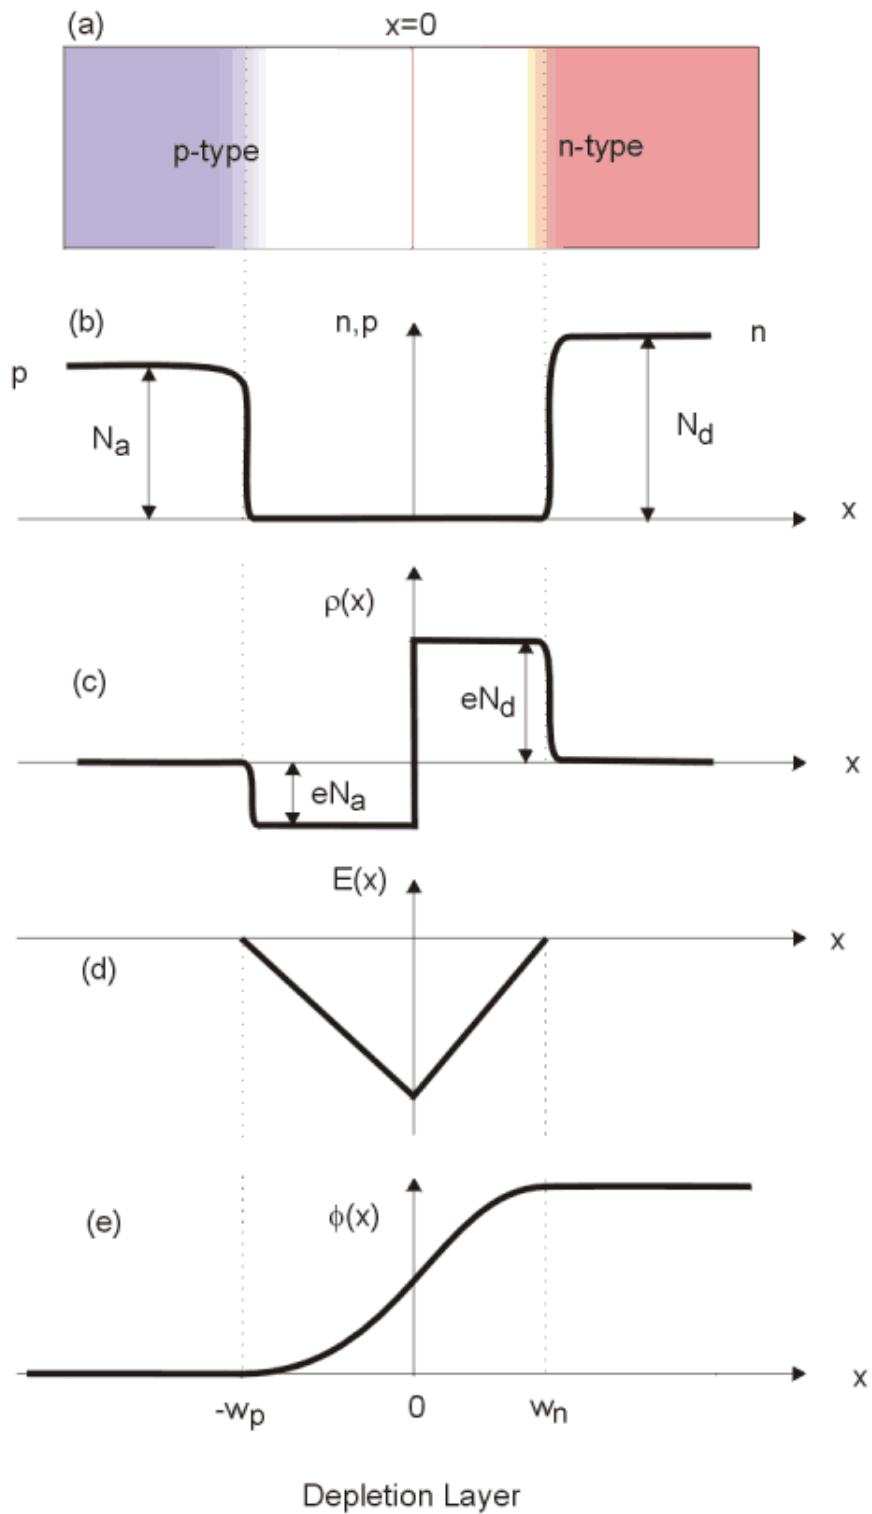 (a)
x=0
p-type
n-type
(b)
n,p
n
p
Na
Nd
x
ρ(x)
(c)
eNd
eNa
x
E(x)
x
(d)
(e)
ϕ(x)
x
-wp
0
wn
Depletion Layer